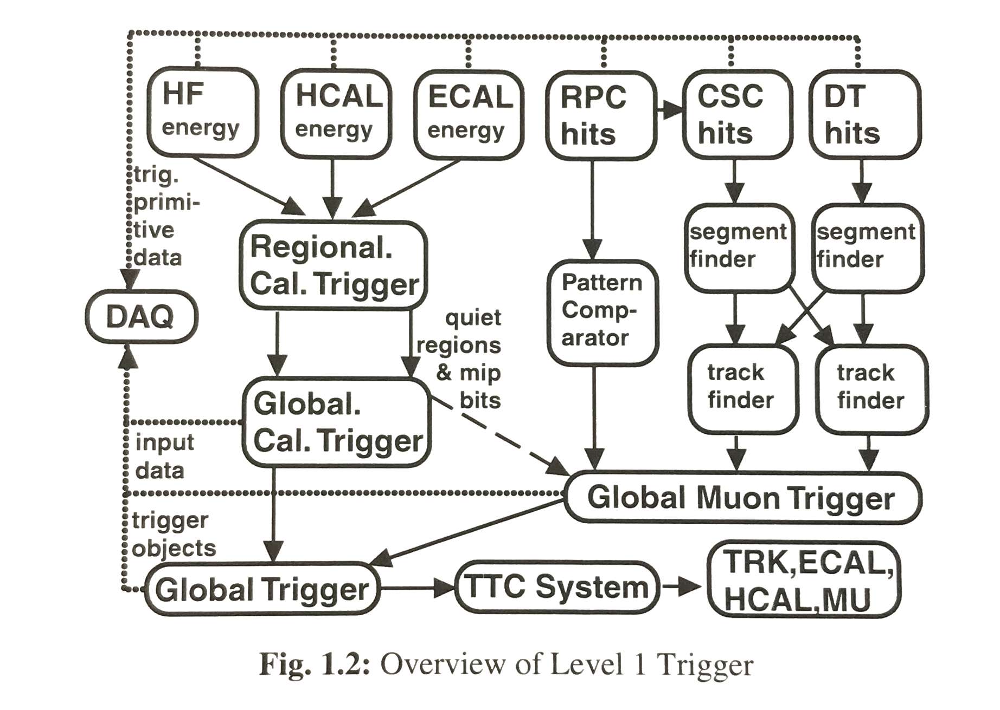 HF
energy
HCAL
energy
ECAL
energy
RPC
hits
CSC
hits
DT
hits
trig.
primi-
tive
data
Regional.
Cal. Trigger
segment
finder
segment
finder
Pattern
Comp-
arator
DAQ
quiet
regions
& mip
bits
track
finder
track
finder
Global.
Cal. Trigger
input
data
Global Muon Trigger
trigger
objects
Global Trigger
TTC System
TRK,ECAL,
HCAL,MU
Fig. 1.2: Overview of Level 1 Trigger